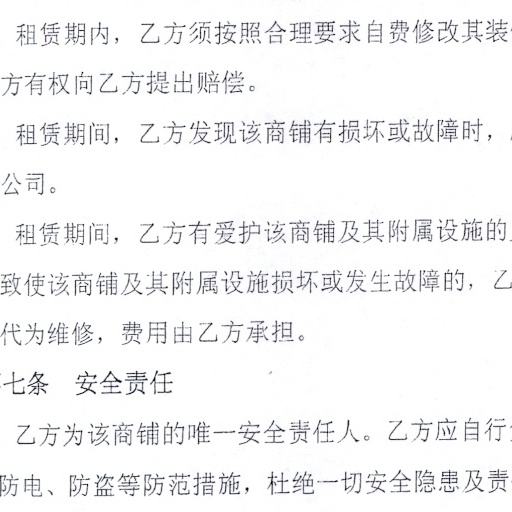 租赁期内，乙方须按照合理要求自费修改其装
方有权向乙方提出赔偿。
租赁期间，乙方发现该商铺有损坏或故障时，
公司。
租赁期间，乙方有爱护该商铺及其附属设施的
致使该商铺及其附属设施损坏或发生故障的，乙
代为维修，费用由乙方承担。
七条 安全责任
乙方为该商铺的唯一安全责任人。乙方应自行
防电、防盗等防范措施，杜绝一切安全隐患及责